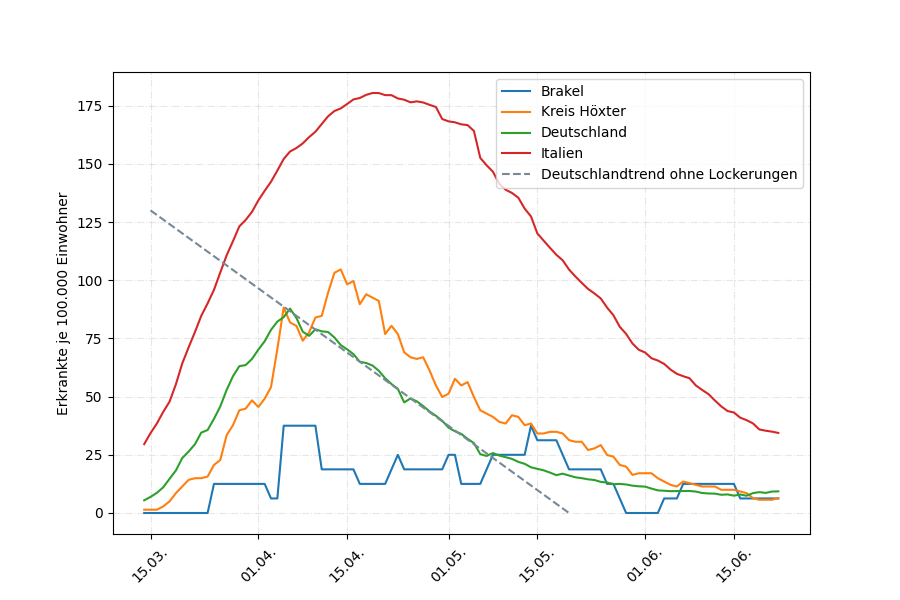 Erkrankte je 100.000 Einwohner
175
150
125
100
75
50
25
0
Brakel
Kreis Höxter
Deutschland
Italien
Deutschlandtrend ohne Lockerungen
15.03.
01.04.
15.04.
01.05.
15.05.
01.06.
15.06.